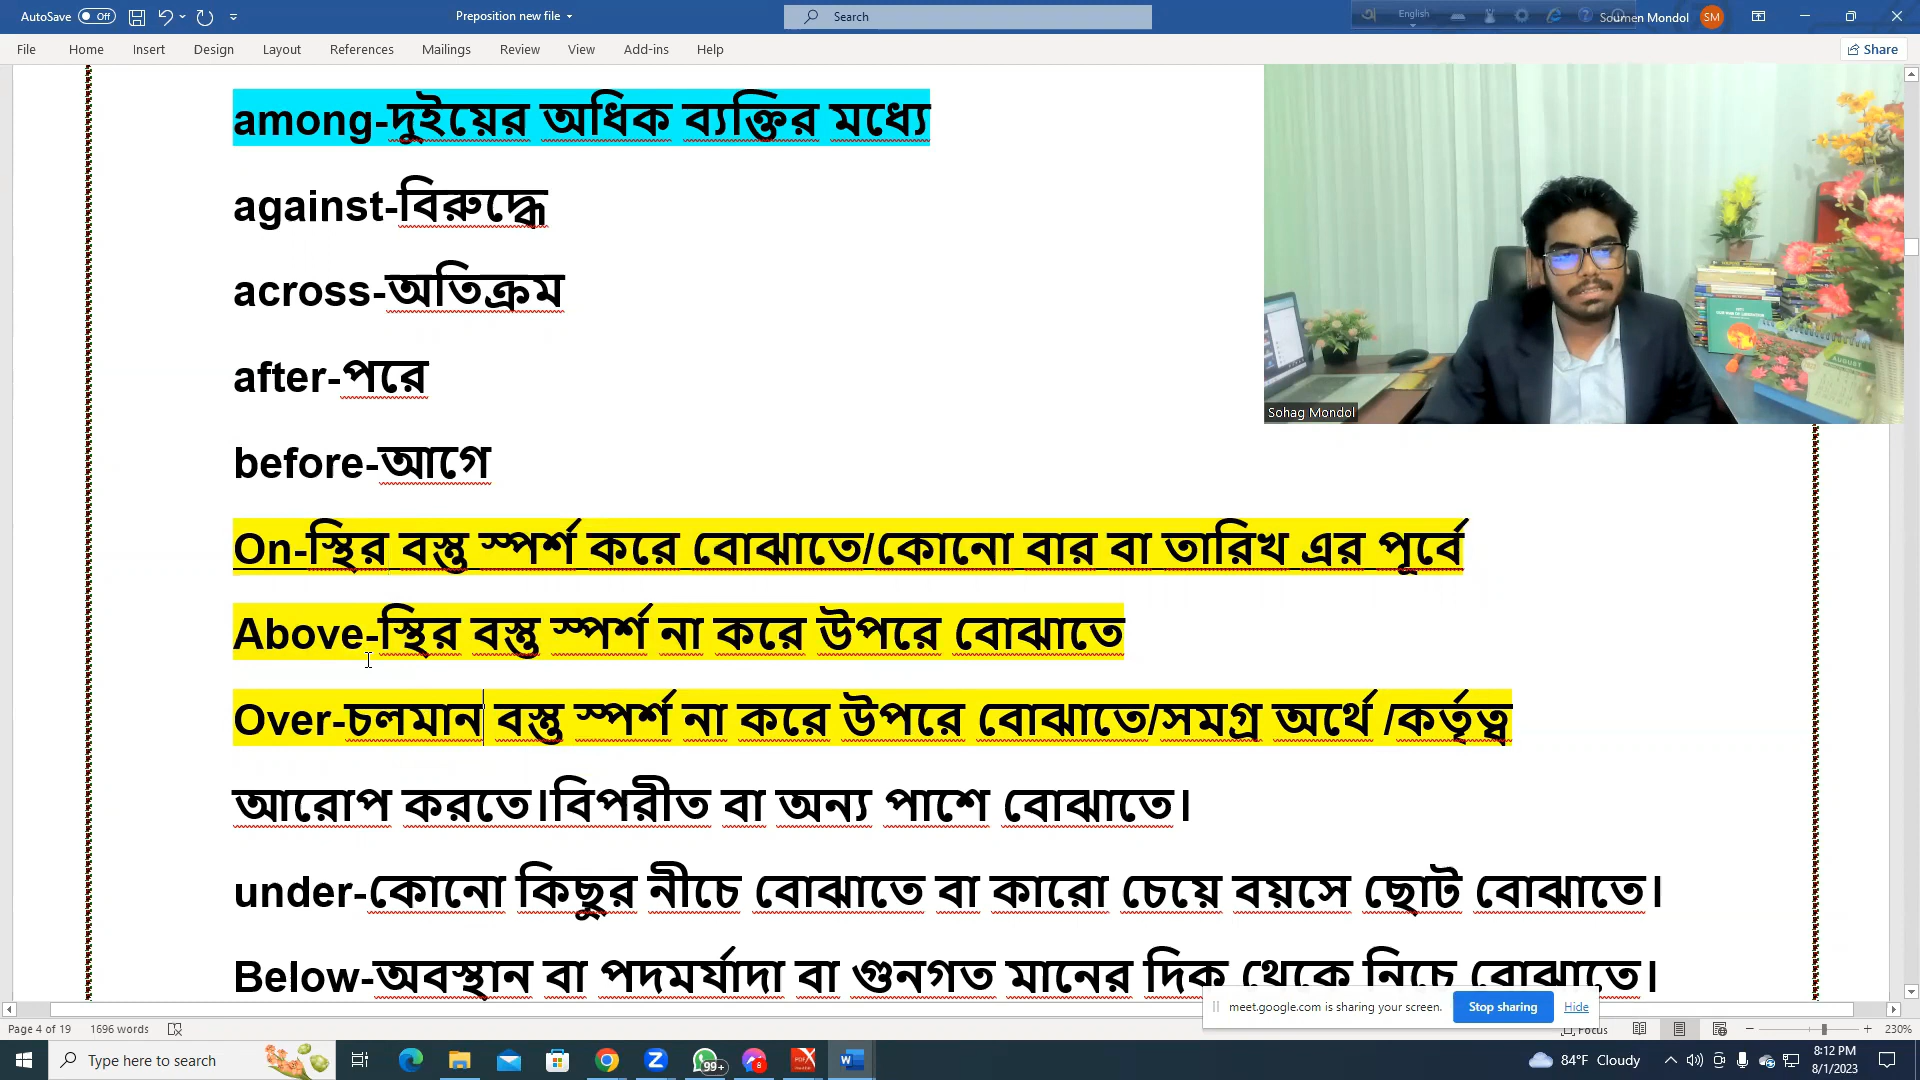 AutoSave Off
Preposition new file
Search
English
Soumen Mondol SM
File Home Insert Design Layout References Mailings Review View Add-ins Help
Share
among-দুইয়ের অধিক ব্যক্তির মধ্যে
against-বিরুদ্ধে
across-অতিক্রম
after-পরে
before-আগে
On-স্থির বস্তু স্পর্শ করে বোঝাতে/কোনো বার বা তারিখ এর পূর্বে
Above-স্থির বস্তু স্পর্শ না করে উপরে বোঝাতে
Over-চলমান বস্তু স্পর্শ না করে উপরে বোঝাতে/সমগ্র অর্থে /কর্তৃত্ব
আরোপ করতে।বিপরীত বা অন্য পাশে বোঝাতে।
under-কোনো কিছুর নীচে বোঝাতে বা কারো চেয়ে বয়সে ছোট বোঝাতে।
Below-অবস্থান বা পদমর্যাদা বা গুনগত মানের দিক থেকে নিচে বোঝাতে।
Sohag Mondol
AUGUST
meet.google.com is sharing your screen. Stop sharing Hide
Page 4 of 19 1696 words
Focus
230%
Type here to search
99+
8
84°F Cloudy
8:12 PM
8/1/2023